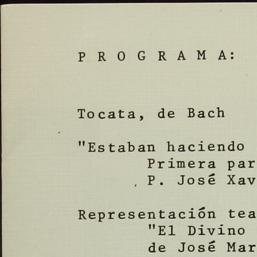 P R O G R A M A:
Tocata, de Bach
"Estaban haciendo
Primera par
P. José Xav
Representación tea
"El Divino
de José Mar